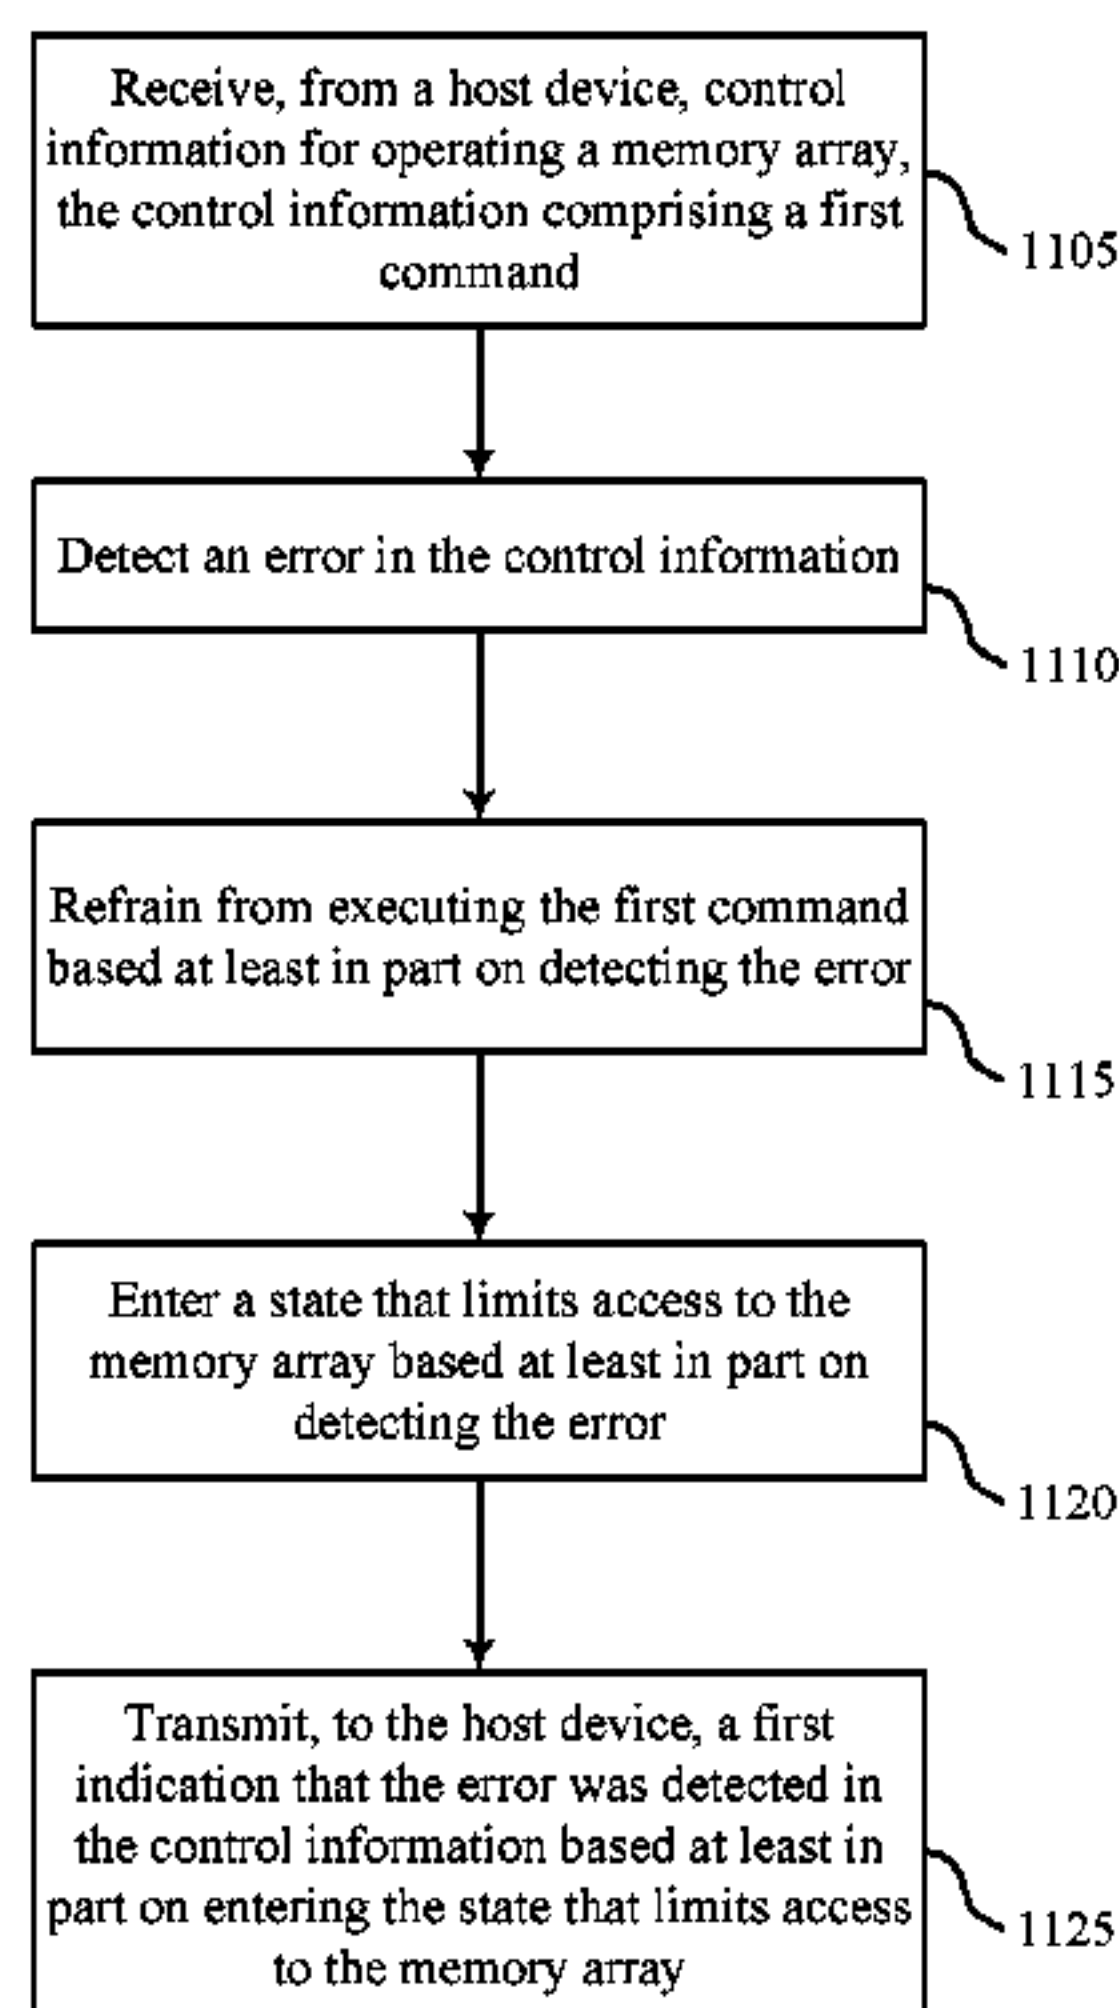 Receive, from a host device, control
information for operating a memory array,
the control information comprising a first
command
1105
Detect an error in the control information
1110
Refrain from executing the first command
based at least in part on detecting the error
1115
Enter a state that limits access to the
memory array based at least in part on
detecting the error
1120
Transmit, to the host device, a first
indication that the error was detected in
the control information based at least in
part on entering the state that limits access
to the memory array
1125